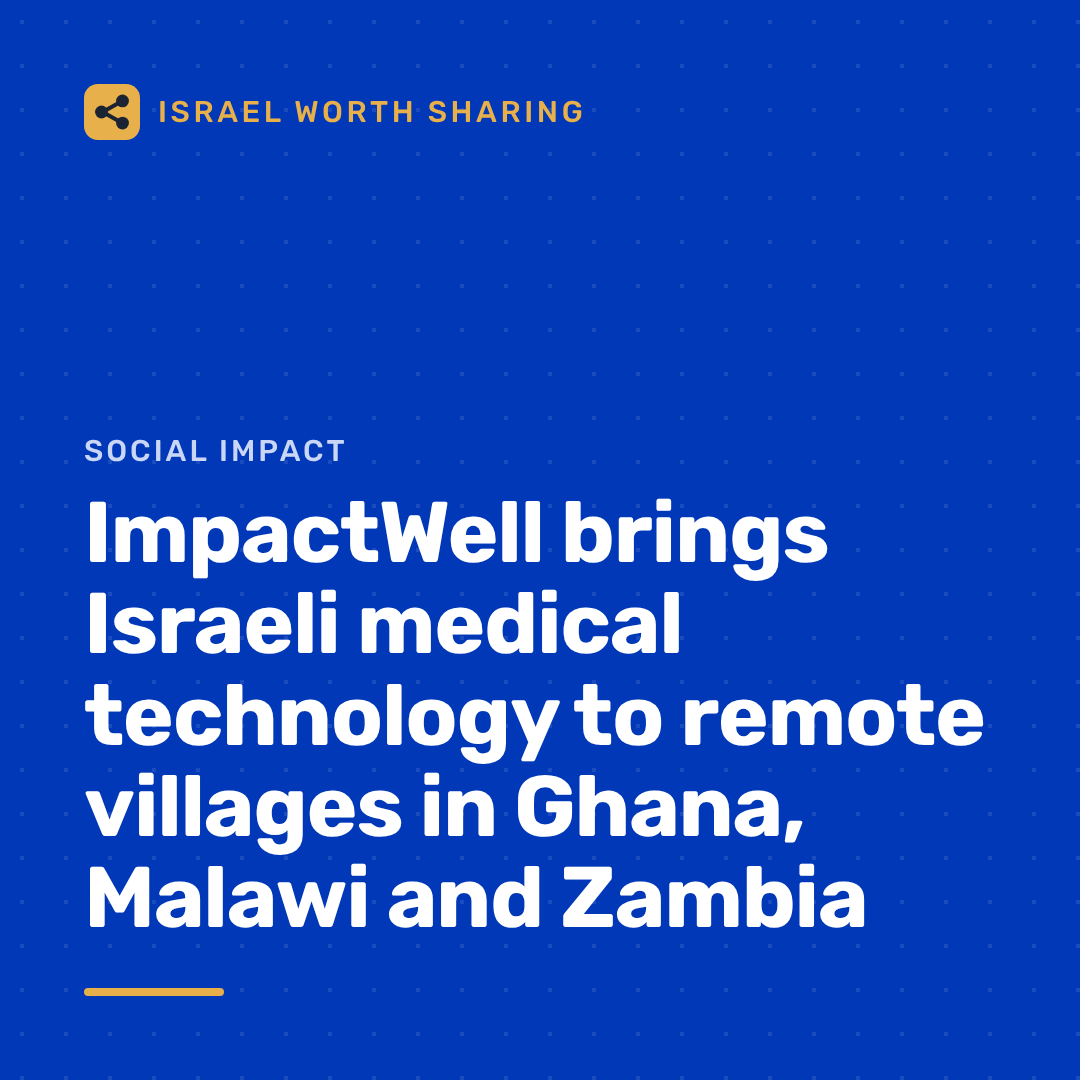 ISRAEL WORTH SHARING
SOCIAL IMPACT
ImpactWell brings
Israeli medical
technology to remote
villages in Ghana,
Malawi and Zambia